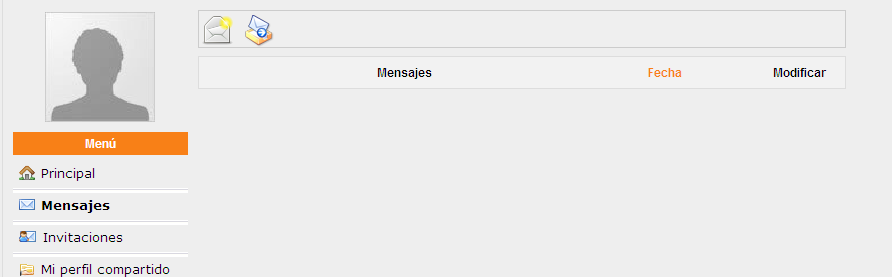 Mensajes Fecha Modificar
Menú
Principal
Mensajes
Invitaciones
Mi perfil compartido